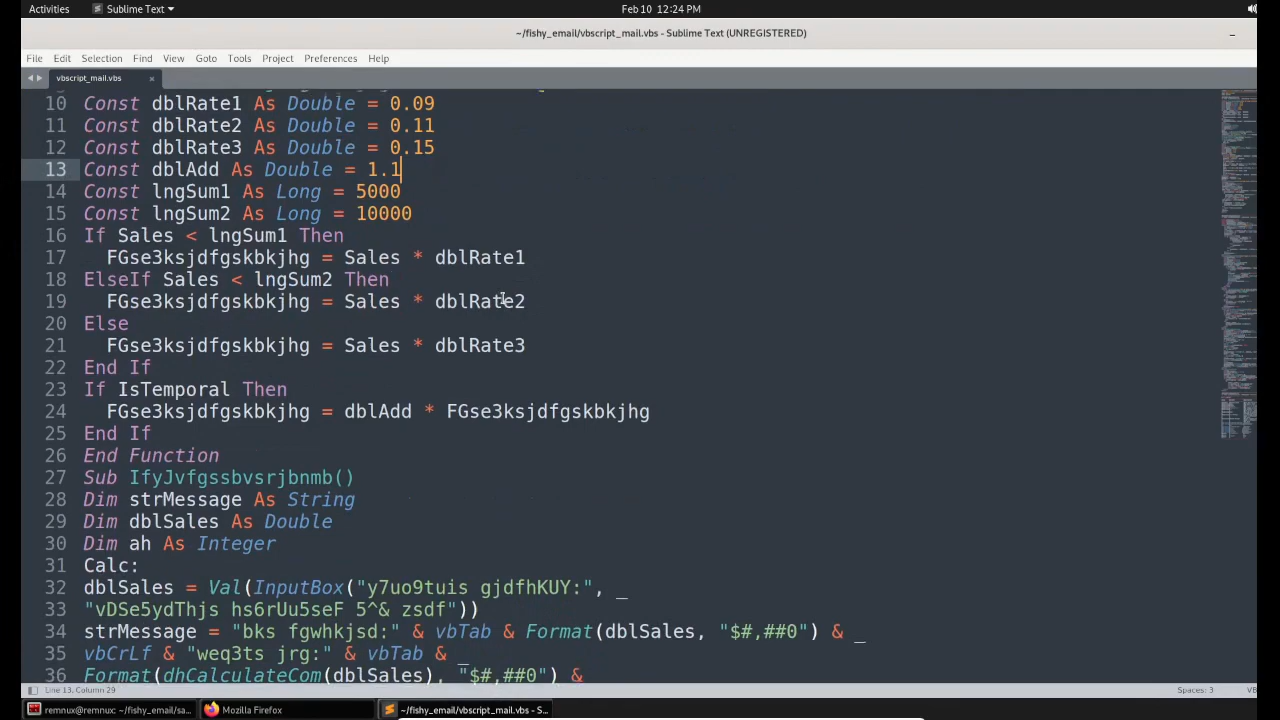 Activities
Sublime Text
Feb 10 12:24 PM
~/fishy_email/vbscript_mail.vbs - Sublime Text (UNREGISTERED)
File Edit Selection Find View Goto Tools Project Preferences Help
vbscript_mail.vbs
10 Const dblRate1 As Double = 0.09
11 Const dblRate2 As Double = 0.11
12 Const dblRate3 As Double = 0.15
13 Const dblAdd As Double = 1.1
14 Const lngSum1 As Long = 5000
15 Const lngSum2 As Long = 10000
16 If Sales < lngSum1 Then
17 FGse3ksjdfgskbkjhg = Sales * dblRate1
18 ElseIf Sales < lngSum2 Then
19 FGse3ksjdfgskbkjhg = Sales * dblRate2
20 Else
21 FGse3ksjdfgskbkjhg = Sales * dblRate3
22 End If
23 If IsTemporal Then
24 FGse3ksjdfgskbkjhg = dblAdd * FGse3ksjdfgskbkjhg
25 End If
26 End Function
27 Sub IfyJvfgssbvsrjbnmb()
28 Dim strMessage As String
29 Dim dblSales As Double
30 Dim ah As Integer
31 Calc:
32 dblSales = Val(InputBox("y7uo9tuis gjdfhKUY:", _
33 "vDSe5ydThjs hs6rUu5seF 5^& zsdf"))
34 strMessage = "bks fgwhkjsd:" & vbTab & Format(dblSales, "$#,##0") & _
35 vbCrLf & "weq3ts jrg:" & vbTab & _
36 Format(dhCalculateCom(dblSales), "$#,##0") &
Line 13, Column 29
Spaces: 3
VB
remnux@remnux: ~/fishy_email/sa...
Mozilla Firefox
~/fishy_email/vbscript_mail.vbs - S...